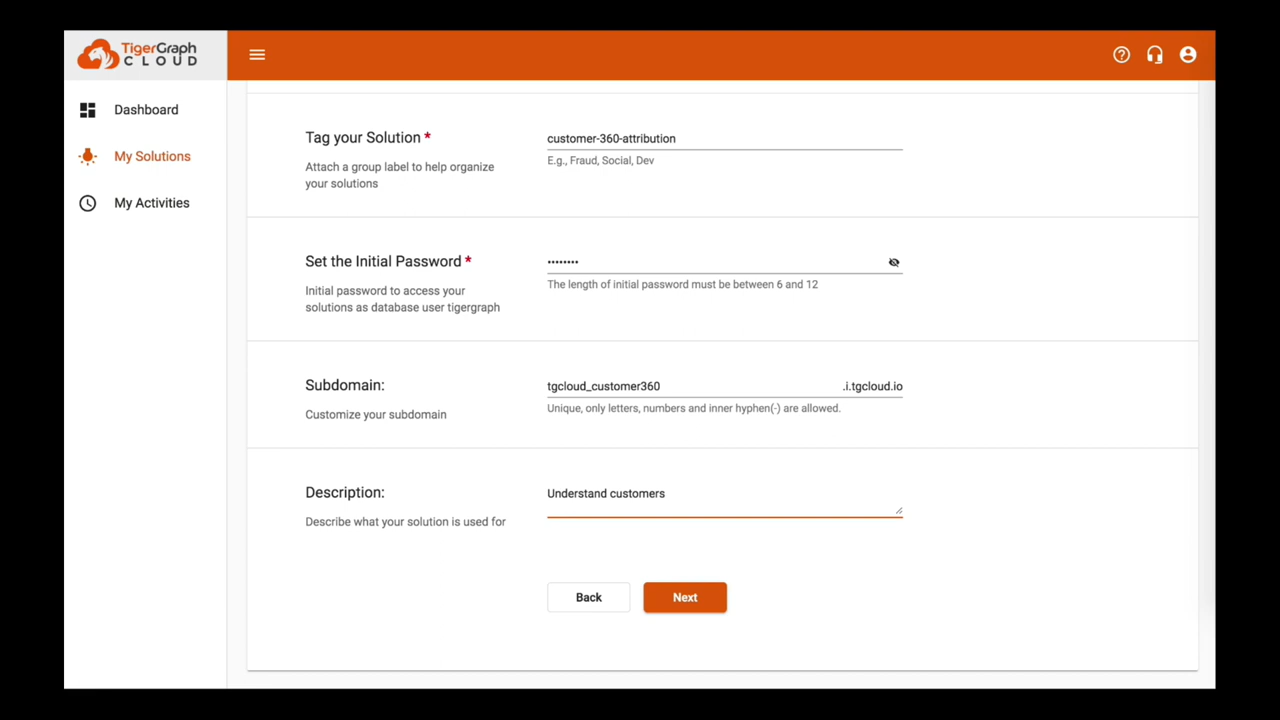 TigerGraph
CLOUD
Dashboard
My Solutions
My Activities
Tag your Solution *
customer-360-attribution
Attach a group label to help organize
your solutions
E.g., Fraud, Social, Dev
Set the Initial Password *
••••••••
Initial password to access your
solutions as database user tigergraph
The length of initial password must be between 6 and 12
Subdomain:
tgcloud_customer360 .i.tgcloud.io
Customize your subdomain
Unique, only letters, numbers and inner hyphen(-) are allowed.
Description:
Understand customers
Describe what your solution is used for
Back
Next